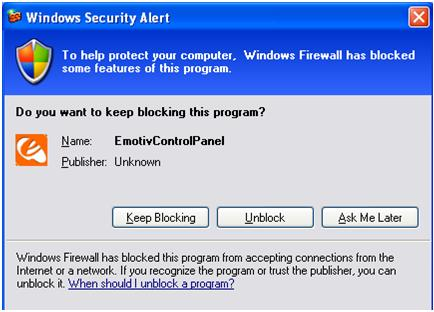 Windows Security Alert
To help protect your computer, Windows Firewall has blocked
some features of this program.
Do you want to keep blocking this program?
Name: EmotivControlPanel
Publisher: Unknown
Keep Blocking Unblock Ask Me Later
Windows Firewall has blocked this program from accepting connections from the
Internet or a network. If you recognize the program or trust the publisher, you can
unblock it. When should I unblock a program?